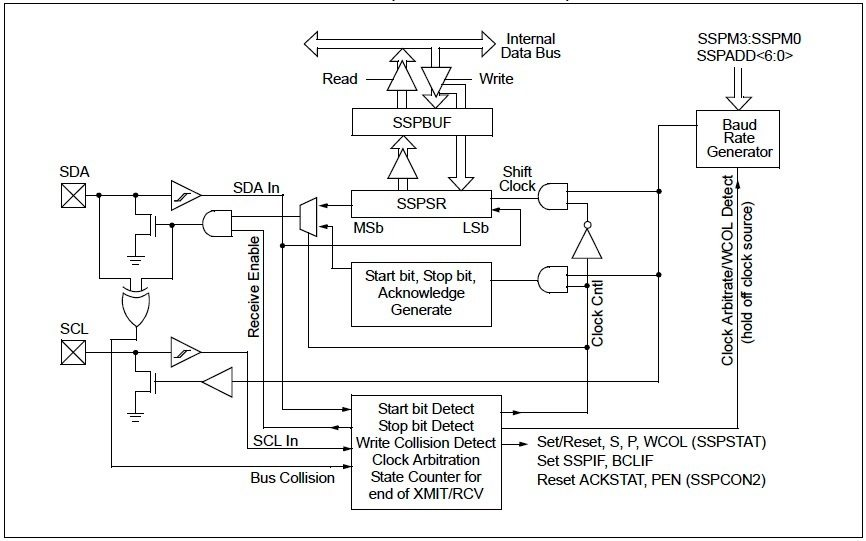 Internal
Data Bus
SSPM3:SSPM0
SSPADD<6:0>
Read
Write
SSPBUF
Baud
Rate
Generator
SDA
SDA In
Shift
Clock
SSPSR
MSb
LSb
Start bit, Stop bit,
Acknowledge
Generate
Receive Enable
Clock Cntl
Clock Arbitrate/WCOL Detect
(hold off clock source)
SCL
SCL In
Bus Collision
Start bit Detect
Stop bit Detect
Write Collision Detect
Clock Arbitration
State Counter for
end of XMIT/RCV
Set/Reset, S, P, WCOL (SSPSTAT)
Set SSPIF, BCLIF
Reset ACKSTAT, PEN (SSPCON2)